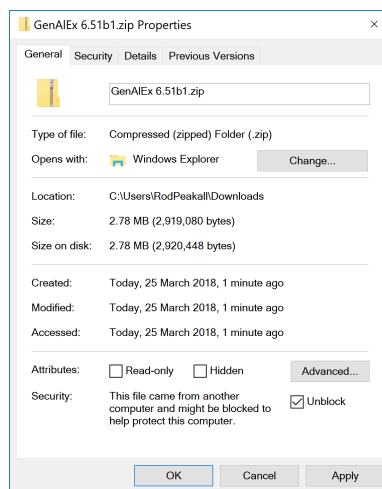 GenAlEx 6.51b1.zip Properties
General Security Details Previous Versions
GenAlEx 6.51b1.zip
Type of file: Compressed (zipped) Folder (.zip)
Opens with: Windows Explorer Change...
Location: C:\Users\RodPeakall\Downloads
Size: 2.78 MB (2,919,080 bytes)
Size on disk: 2.78 MB (2,920,448 bytes)
Created: Today, 25 March 2018, 1 minute ago
Modified: Today, 25 March 2018, 1 minute ago
Accessed: Today, 25 March 2018, 1 minute ago
Attributes: Read-only Hidden Advanced...
Security: This file came from another
computer and might be blocked to
help protect this computer.
Unblock
OK Cancel Apply